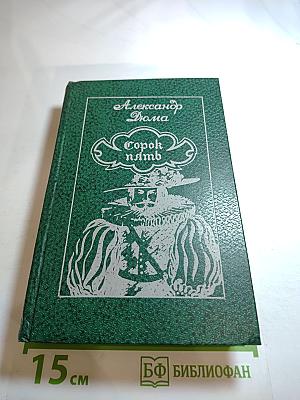 Александр
Дюма
Сорок
пять
15 см
БФ БИБЛИОФАН